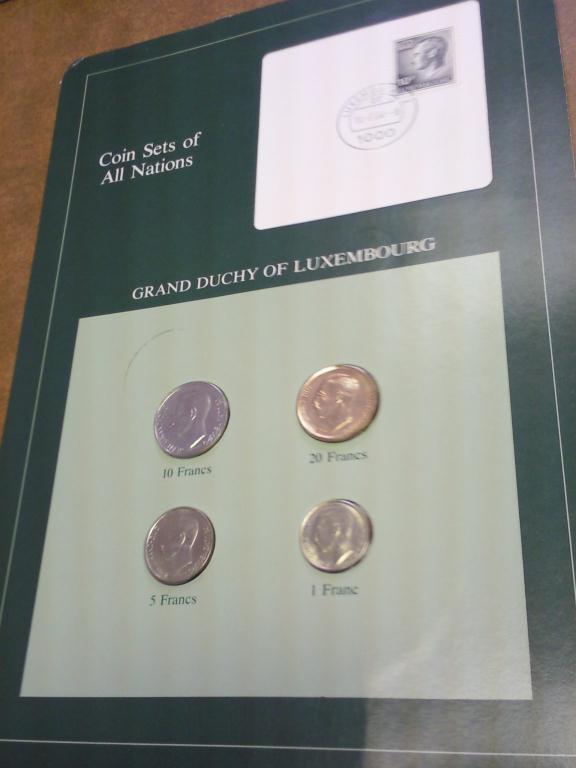 Coin Sets of
All Nations
1000
GRAND DUCHY OF LUXEMBOURG
10 Francs
20 Francs
5 Francs
1 Franc